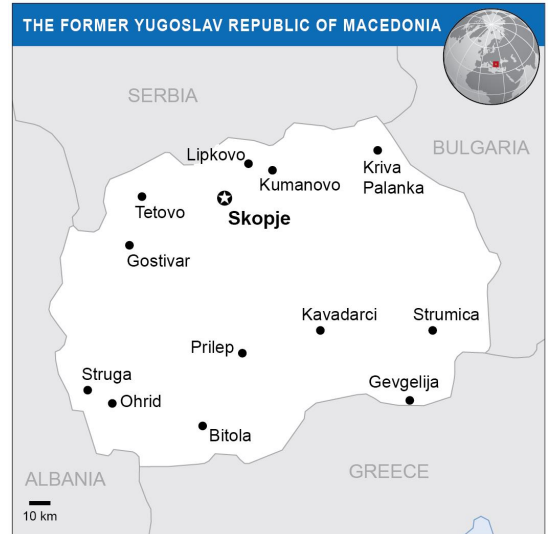 THE FORMER YUGOSLAV REPUBLIC OF MACEDONIA
SERBIA
BULGARIA
Lipkovo
Kumanovo
Kriva
Palanka
Tetovo
Skopje
Gostivar
Kavadarci
Strumica
Prilep
Struga
Gevgelija
Ohrid
Bitola
ALBANIA
GREECE
10 km